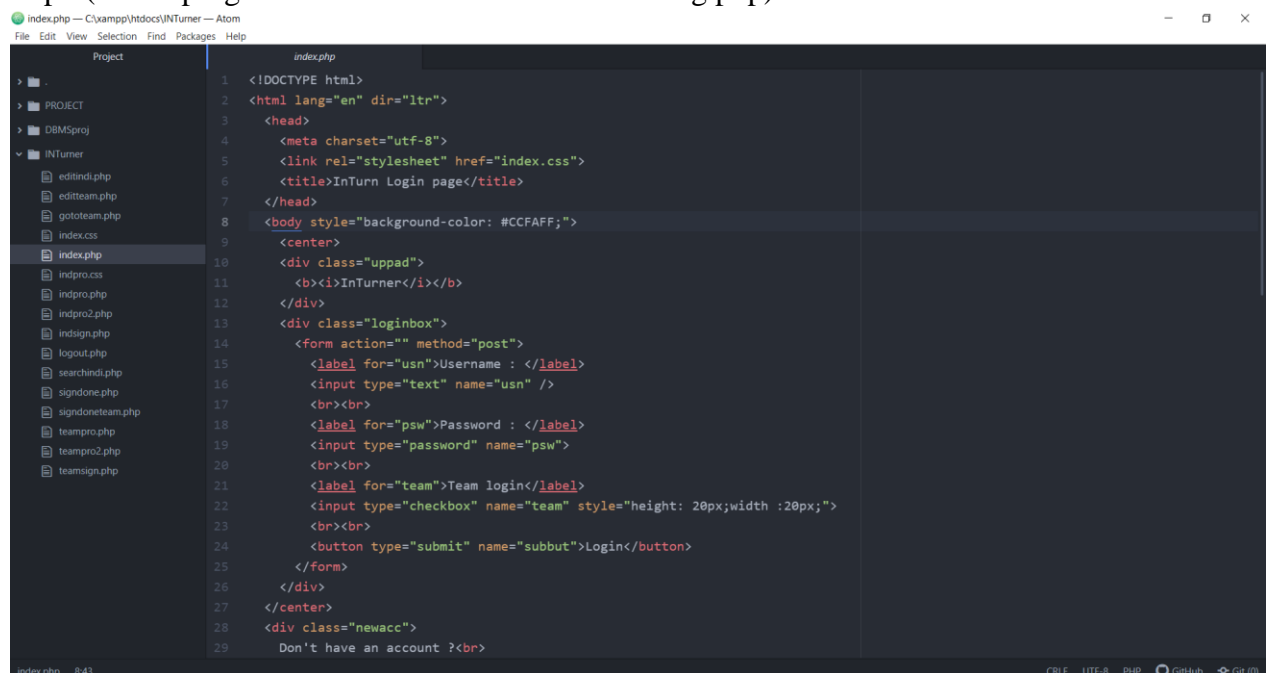 index.php — C:\xampp\htdocs\INTurner — Atom
File Edit View Selection Find Packages Help
Project
> .
> PROJECT
> DBMSproj
INTurner
editindi.php
editteam.php
gototeam.php
index.css
index.php
indpro.css
indpro.php
indpro2.php
indsign.php
logout.php
searchindi.php
signdone.php
signdoneteam.php
teampro.php
teampro2.php
teamsign.php
index.php
1 <!DOCTYPE html>
2 <html lang="en" dir="ltr">
3 <head>
4 <meta charset="utf-8">
5 <link rel="stylesheet" href="index.css">
6 <title>InTurn Login page</title>
7 </head>
8 <body style="background-color: #CCFAFF;">
9 <center>
10 <div class="uppad">
11 <b><i>InTurner</i></b>
12 </div>
13 <div class="loginbox">
14 <form action="" method="post">
15 <label for="usn">Username : </label>
16 <input type="text" name="usn" />
17 <br><br>
18 <label for="psw">Password : </label>
19 <input type="password" name="psw">
20 <br><br>
21 <label for="team">Team login</label>
22 <input type="checkbox" name="team" style="height: 20px;width :20px;">
23 <br><br>
24 <button type="submit" name="subbut">Login</button>
25 </form>
26 </div>
27 </center>
28 <div class="newacc">
29 Don't have an account ?<br>
index.php 8:43
CRLF UTF-8 PHP GitHub Git (0)